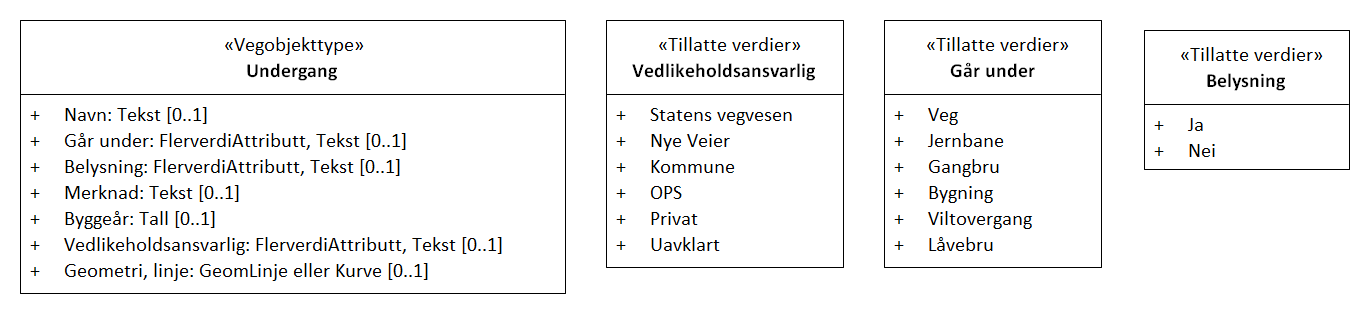 «Vegobjekttype»
Undergang
+ Navn: Tekst [0..1]
+ Går under: FlerverdiAttributt, Tekst [0..1]
+ Belysning: FlerverdiAttributt, Tekst [0..1]
+ Merknad: Tekst [0..1]
+ Byggeår: Tall [0..1]
+ Vedlikeholdsansvarlig: FlerverdiAttributt, Tekst [0..1]
+ Geometri, linje: GeomLinje eller Kurve [0..1]
«Tillatte verdier»
Vedlikeholdsansvarlig
+ Statens vegvesen
+ Nye Veier
+ Kommune
+ OPS
+ Privat
+ Uavklart
«Tillatte verdier»
Går under
+ Veg
+ Jernbane
+ Gangbru
+ Bygning
+ Viltovergang
+ Låvebru
«Tillatte verdier»
Belysning
+ Ja
+ Nei